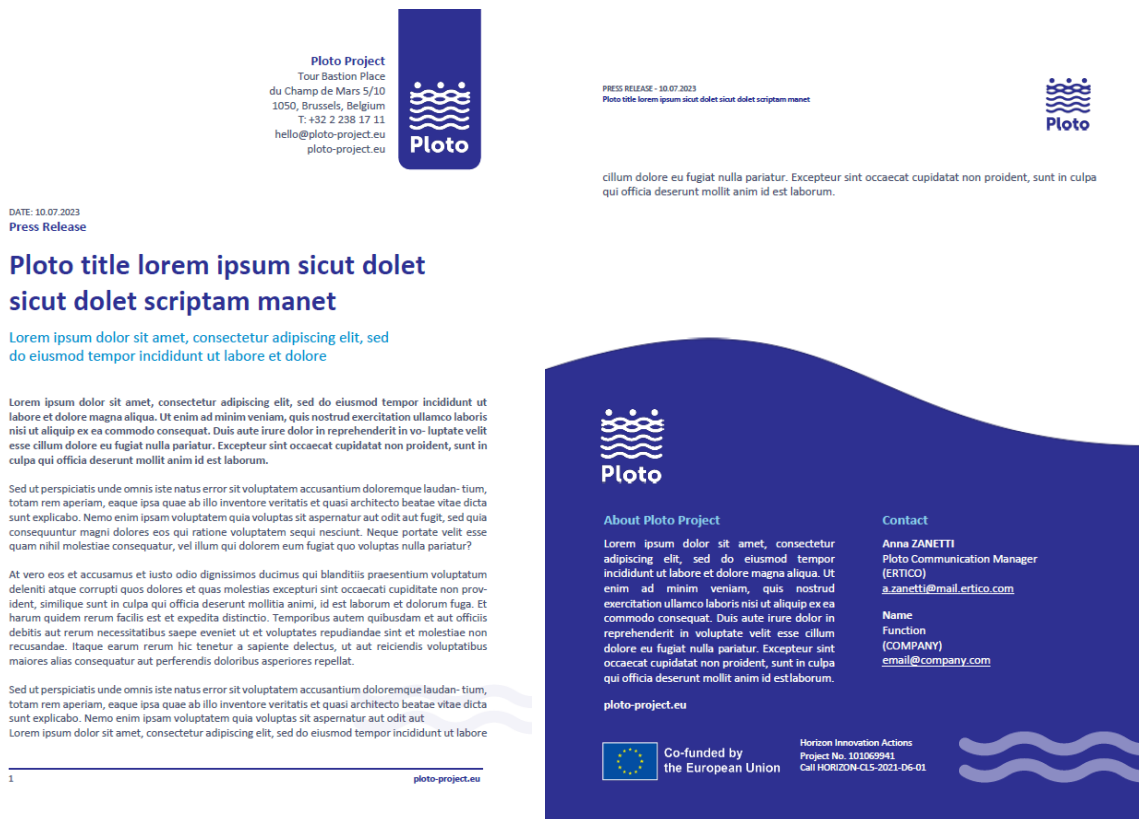 Ploto Project
Tour Bastion Place
du Champ de Mars 5/10
1050, Brussels, Belgium
T: +32 2 238 17 11
hello@ploto-project.eu
ploto-project.eu
Ploto
DATE: 10.07.2023
Press Release
Ploto title lorem ipsum sicut dolet
sicut dolet scriptam manet
Lorem ipsum dolor sit amet, consectetur adipiscing elit, sed
do eiusmod tempor incididunt ut labore et dolore
Lorem ipsum dolor sit amet, consectetur adipiscing elit, sed do eiusmod tempor incididunt ut
labore et dolore magna aliqua. Ut enim ad minim veniam, quis nostrud exercitation ullamco laboris
nisi ut aliquip ex ea commodo consequat. Duis aute irure dolor in reprehenderit in vo- luptate velit
esse cillum dolore eu fugiat nulla pariatur. Excepteur sint occaecat cupidatat non proident, sunt in
culpa qui officia deserunt mollit anim id est laborum.
Sed ut perspiciatis unde omnis iste natus error sit voluptatem accusantium doloremque laudan- tium,
totam rem aperiam, eaque ipsa quae ab illo inventore veritatis et quasi architecto beatae vitae dicta
sunt explicabo. Nemo enim ipsam voluptatem quia voluptas sit aspernatur aut odit aut fugit, sed quia
consequuntur magni dolores eos qui ratione voluptatem sequi nesciunt. Neque portate velit esse
quam nihil molestiae consequatur, vel illum qui dolorem eum fugiat quo voluptas nulla pariatur?
At vero eos et accusamus et iusto odio dignissimos ducimus qui blanditiis praesentium voluptatum
deleniti atque corrupti quos dolores et quas molestias excepturi sint occaecati cupiditate non prov-
ident, similique sunt in culpa qui officia deserunt mollitia animi, id est laborum et dolorum fuga. Et
harum quidem rerum facilis est et expedita distinctio. Temporibus autem quibusdam et aut officiis
debitis aut rerum necessitatibus saepe eveniet ut et voluptates repudiandae sint et molestiae non
recusandae. Itaque earum rerum hic tenetur a sapiente delectus, ut aut reiciendis voluptatibus
maiores alias consequatur aut perferendis doloribus asperiores repellat.
Sed ut perspiciatis unde omnis iste natus error sit voluptatem accusantium doloremque laudan- tium,
totam rem aperiam, eaque ipsa quae ab illo inventore veritatis et quasi architecto beatae vitae dicta
sunt explicabo. Nemo enim ipsam voluptatem quia voluptas sit aspernatur aut odit aut
Lorem ipsum dolor sit amet, consectetur adipiscing elit, sed do eiusmod tempor incididunt ut labore
1
ploto-project.eu
PRESS RELEASE - 10.07.2023
Ploto title lorem ipsum sicut dolet sicut dolet scriptam manet
Ploto
cillum dolore eu fugiat nulla pariatur. Excepteur sint occaecat cupidatat non proident, sunt in culpa
qui officia deserunt mollit anim id est laborum.
Ploto
About Ploto Project
Lorem ipsum dolor sit amet, consectetur
adipiscing elit, sed do eiusmod tempor
incididunt ut labore et dolore magna aliqua. Ut
enim ad minim veniam, quis nostrud
exercitation ullamco laboris nisi ut aliquip ex ea
commodo consequat. Duis aute irure dolor in
reprehenderit in voluptate velit esse cillum
dolore eu fugiat nulla pariatur. Excepteur sint
occaecat cupidatat non proident, sunt in culpa
qui officia deserunt mollit anim id estlaborum.
ploto-project.eu
Contact
Anna ZANETTI
Ploto Communication Manager
(ERTICO)
a.zanetti@mail.ertico.com
Name
Function
(COMPANY)
email@company.com
Co-funded by
the European Union
Horizon Innovation Actions
Project No. 101069941
Call HORIZON-CL5-2021-D6-01